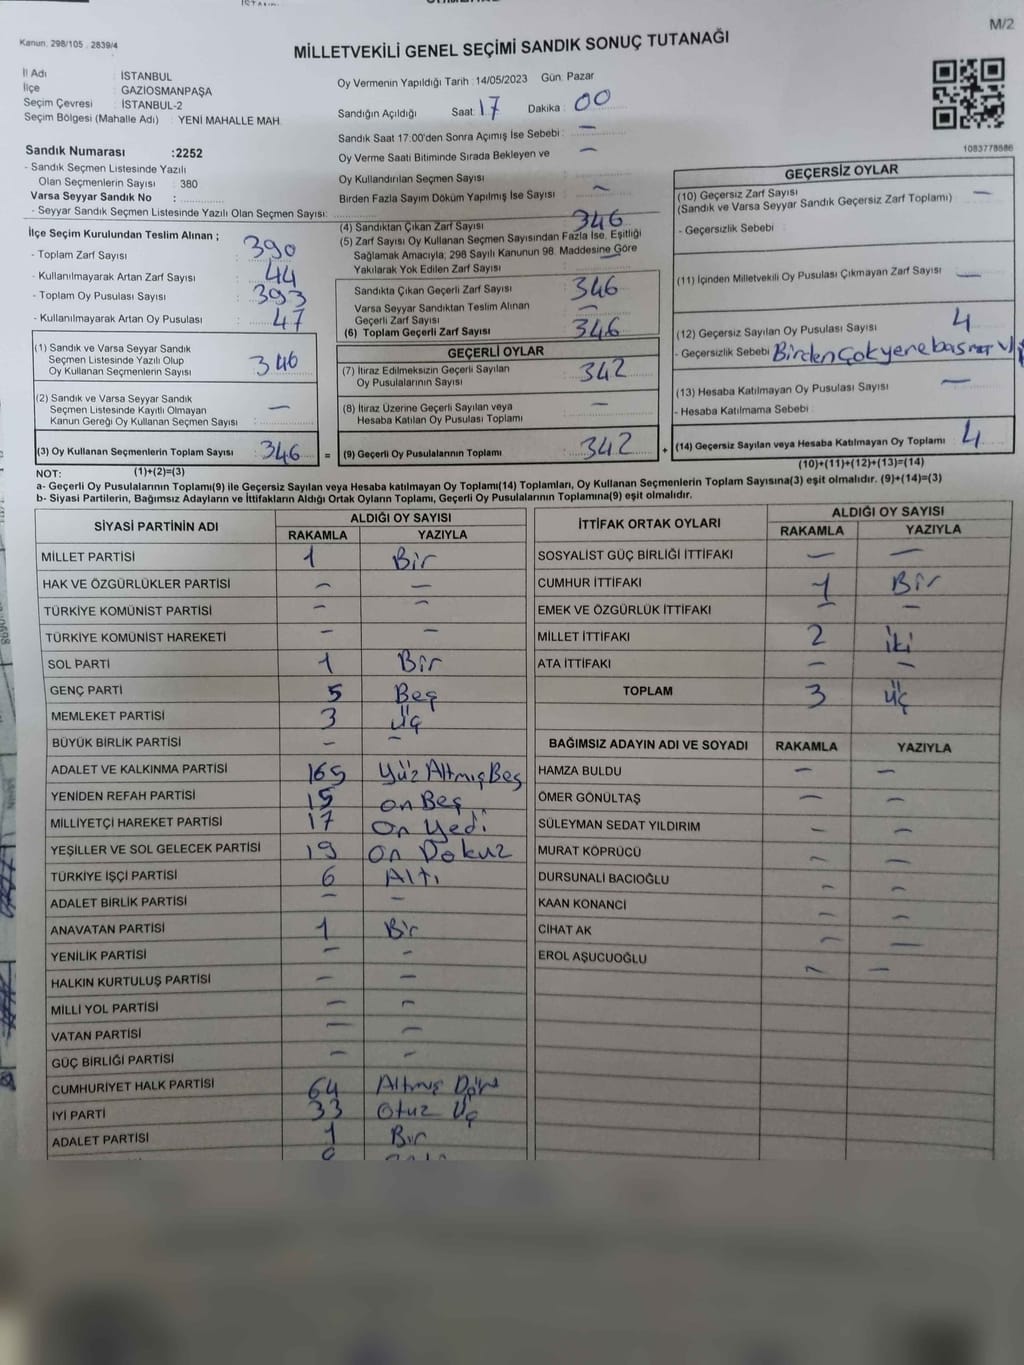 M/2
Kanun: 298/105 . 2839/4
MİLLETVEKİLİ GENEL SEÇİMİ SANDIK SONUÇ TUTANAĞI
İl Adı : İSTANBUL
İlçe : GAZİOSMANPAŞA
Seçim Çevresi : İSTANBUL-2
Seçim Bölgesi (Mahalle Adı) : YENİ MAHALLE MAH.
Oy Vermenin Yapıldığı Tarih : 14/05/2023 Gün: Pazar
Sandığın Açıldığı Saat: 17 Dakika : 00
Sandık Saat 17:00'den Sonra Açımış İse Sebebi : —
Oy Verme Saati Bitiminde Sırada Bekleyen ve —
Oy Kullandırılan Seçmen Sayısı
Birden Fazla Sayım Döküm Yapılmış İse Sayısı —
1083778586
Sandık Numarası :2252
- Sandık Seçmen Listesinde Yazılı
Olan Seçmenlerin Sayısı : 380
Varsa Seyyar Sandık No :
- Seyyar Sandık Seçmen Listesinde Yazılı Olan Seçmen Sayısı:
İlçe Seçim Kurulundan Teslim Alınan ;
- Toplam Zarf Sayısı : 390
- Kullanılmayarak Artan Zarf Sayısı : 44
- Toplam Oy Pusulası Sayısı : 393
- Kullanılmayarak Artan Oy Pusulası : 47
(4) Sandıktan Çıkan Zarf Sayısı : 346
(5) Zarf Sayısı Oy Kullanan Seçmen Sayısından Fazla İse, Eşitliği
Sağlamak Amacıyla; 298 Sayılı Kanunun 98. Maddesine Göre
Yakılarak Yok Edilen Zarf Sayısı : —
Sandıkta Çıkan Geçerli Zarf Sayısı : 346
Varsa Seyyar Sandıktan Teslim Alınan
Geçerli Zarf Sayısı : —
(6) Toplam Geçerli Zarf Sayısı : 346
GEÇERSİZ OYLAR
(10) Geçersiz Zarf Sayısı —
(Sandık ve Varsa Seyyar Sandık Geçersiz Zarf Toplamı)
- Geçersizlik Sebebi :
(11) İçinden Milletvekili Oy Pusulası Çıkmayan Zarf Sayısı —
(12) Geçersiz Sayılan Oy Pusulası Sayısı 4
- Geçersizlik Sebebi Birden çok yere
(13) Hesaba Katılmayan Oy Pusulası Sayısı —
- Hesaba Katılmama Sebebi :
(14) Geçersiz Sayılan veya Hesaba Katılmayan Oy Toplamı : 4
(10)+(11)+(12)+(13)=(14)
(1) Sandık ve Varsa Seyyar Sandık
Seçmen Listesinde Yazılı Olup
Oy Kullanan Seçmenlerin Sayısı : 346
(2) Sandık ve Varsa Seyyar Sandık
Seçmen Listesinde Kayıtlı Olmayan
Kanun Gereği Oy Kullanan Seçmen Sayısı : —
(3) Oy Kullanan Seçmenlerin Toplam Sayısı : 346 =
(1)+(2)=(3)
GEÇERLİ OYLAR
(7) İtiraz Edilmeksizin Geçerli Sayılan
Oy Pusulalarının Sayısı : 342
(8) İtiraz Üzerine Geçerli Sayılan veya
Hesaba Katılan Oy Pusulası Toplamı : —
(9) Geçerli Oy Pusulalarının Toplamı : 342 +
NOT:
a- Geçerli Oy Pusulalarının Toplamı(9) ile Geçersiz Sayılan veya Hesaba katılmayan Oy Toplamı(14) Toplamları, Oy Kullanan Seçmenlerin Toplam Sayısına(3) eşit olmalıdır. (9)+(14)=(3)
b- Siyasi Partilerin, Bağımsız Adayların ve İttifakların Aldığı Ortak Oyların Toplamı, Geçerli Oy Pusulalarının Toplamına(9) eşit olmalıdır.
SİYASİ PARTİNİN ADI ALDIĞI OY SAYISI
RAKAMLA YAZIYLA
MİLLET PARTİSİ 1 Bir
HAK VE ÖZGÜRLÜKLER PARTİSİ — —
TÜRKİYE KOMÜNİST PARTİSİ — —
TÜRKİYE KOMÜNİST HAREKETİ — —
SOL PARTİ 1 Bir
GENÇ PARTİ 5 Beş
MEMLEKET PARTİSİ 3 üç
BÜYÜK BİRLİK PARTİSİ — —
ADALET VE KALKINMA PARTİSİ 165 Yüz Altmış Beş
YENİDEN REFAH PARTİSİ 15 on Beş
MİLLİYETÇİ HAREKET PARTİSİ 17 On Yedi
YEŞİLLER VE SOL GELECEK PARTİSİ 19 On Dokuz
TÜRKİYE İŞÇİ PARTİSİ 6 Altı
ADALET BİRLİK PARTİSİ — —
ANAVATAN PARTİSİ 1 Bir
YENİLİK PARTİSİ — —
HALKIN KURTULUŞ PARTİSİ — —
MİLLİ YOL PARTİSİ — —
VATAN PARTİSİ — —
GÜÇ BİRLİĞİ PARTİSİ — —
CUMHURİYET HALK PARTİSİ 64 Altmış Dört
İYİ PARTİ 33 Otuz Üç
ADALET PARTİSİ 1 Bir
İTTİFAK ORTAK OYLARI ALDIĞI OY SAYISI
RAKAMLA YAZIYLA
SOSYALİST GÜÇ BİRLİĞİ İTTİFAKI — —
CUMHUR İTTİFAKI 1 Bir
EMEK VE ÖZGÜRLÜK İTTİFAKI — —
MİLLET İTTİFAKI 2 iki
ATA İTTİFAKI — —
TOPLAM 3 üç
BAĞIMSIZ ADAYIN ADI VE SOYADI RAKAMLA YAZIYLA
HAMZA BULDU — —
ÖMER GÖNÜLTAŞ — —
SÜLEYMAN SEDAT YILDIRIM — —
MURAT KÖPRÜCÜ — —
DURSUNALİ BACIOĞLU — —
KAAN KONANCİ — —
CİHAT AK — —
EROL AŞUCUOĞLU — —